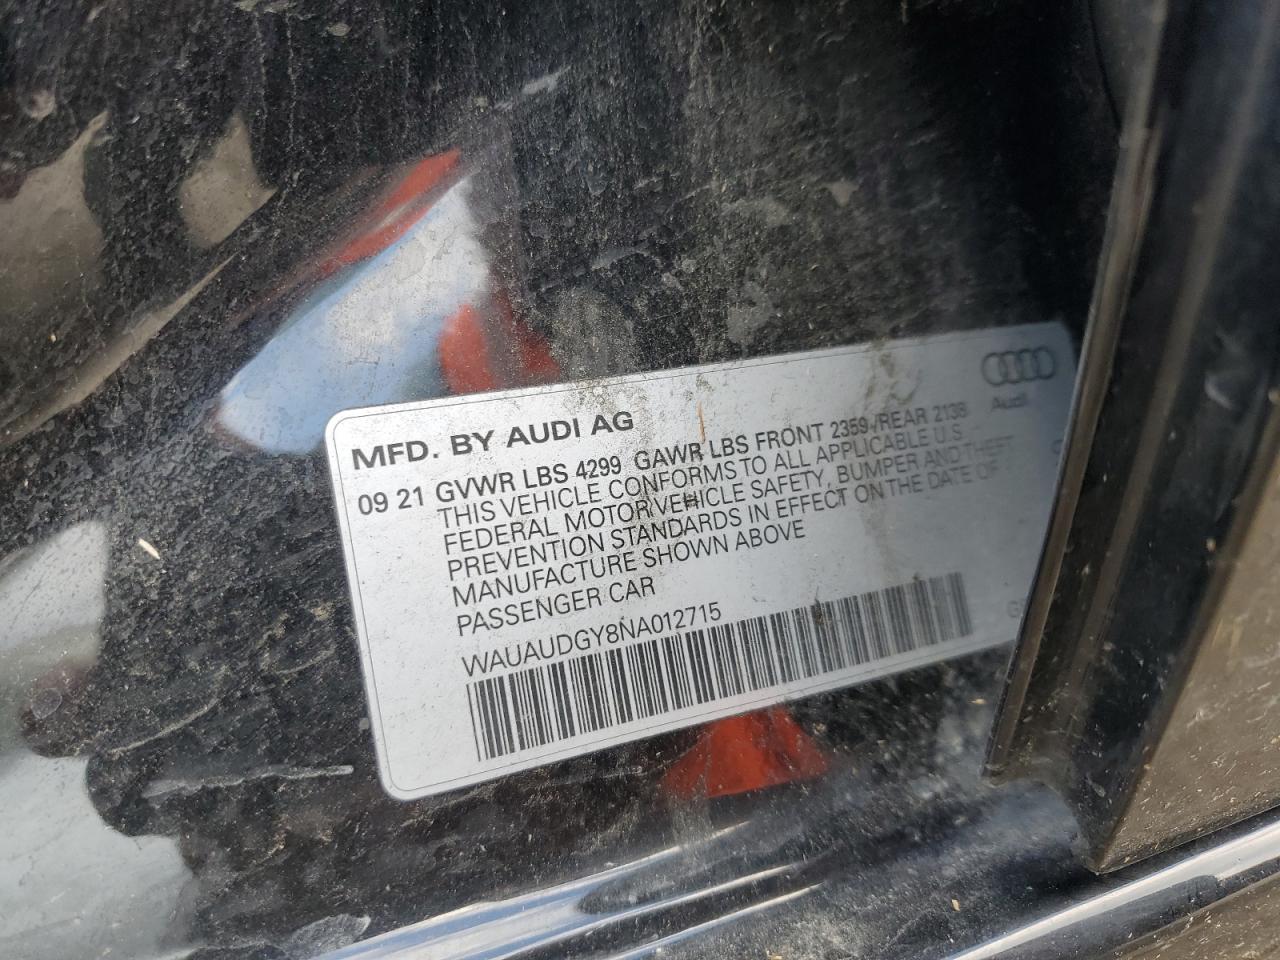 MFD. BY AUDI AG
Audi
09 21 GVWR LBS 4299 GAWR LBS FRONT 2359 /REAR 2138
THIS VEHICLE CONFORMS TO ALL APPLICABLE U.S
FEDERAL MOTOR VEHICLE SAFETY, BUMPER AND THEFT
PREVENTION STANDARDS IN EFFECT ON THE DATE OF
MANUFACTURE SHOWN ABOVE
PASSENGER CAR
WAUAUDGY8NA012715